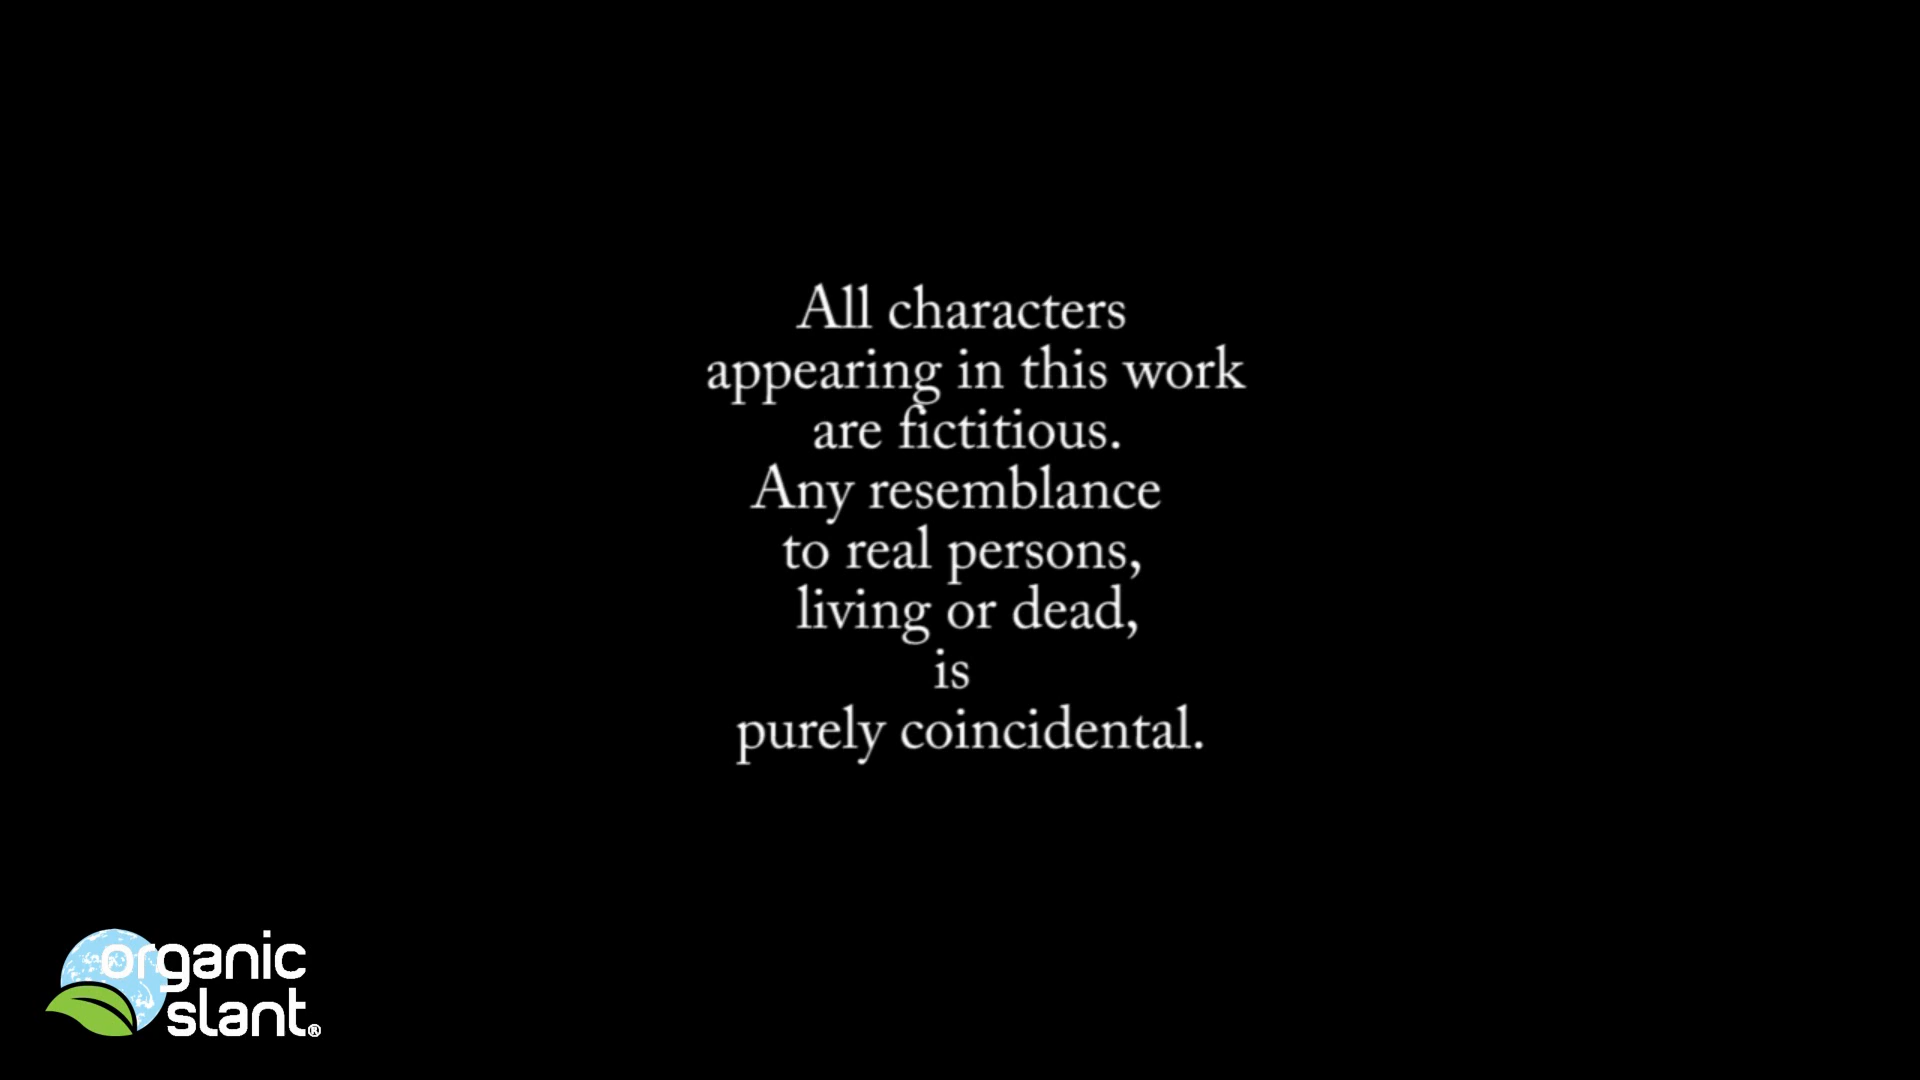 All characters
appearing in this work
are fictitious.
Any resemblance
to real persons,
living or dead,
is
purely coincidental.
organic
slant®